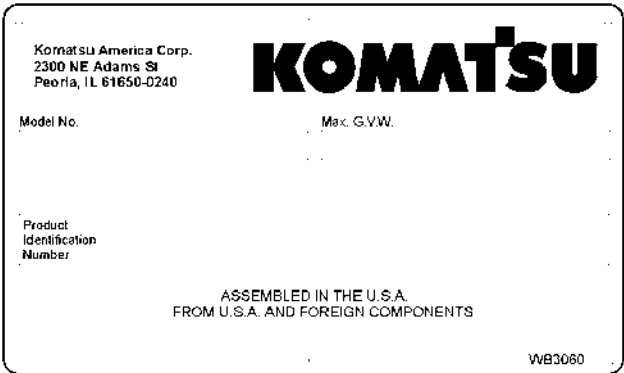 Komatsu America Corp.
2300 NE Adams St
Peoria, IL 61650-0240
KOMATSU
Model No.
Max. G.V.W.
Product
Identification
Number
ASSEMBLED IN THE U.S.A.
FROM U.S.A. AND FOREIGN COMPONENTS
WB3060